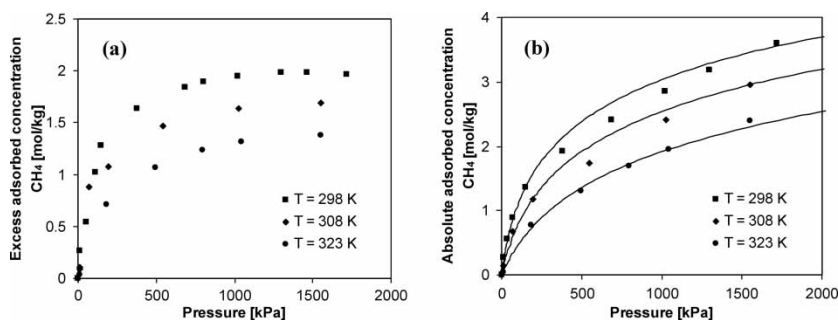 (a)
Excess adsorbed concentration
CH₄ [mol/kg]
2.5
2
1.5
1
0.5
0
0
500
1000
1500
2000
Pressure [kPa]
T = 298 K
T = 308 K
T = 323 K
(b)
Absolute adsorbed concentration
CH₄ [mol/kg]
4
3
2
1
0
0
500
1000
1500
2000
Pressure [kPa]
T = 298 K
T = 308 K
T = 323 K